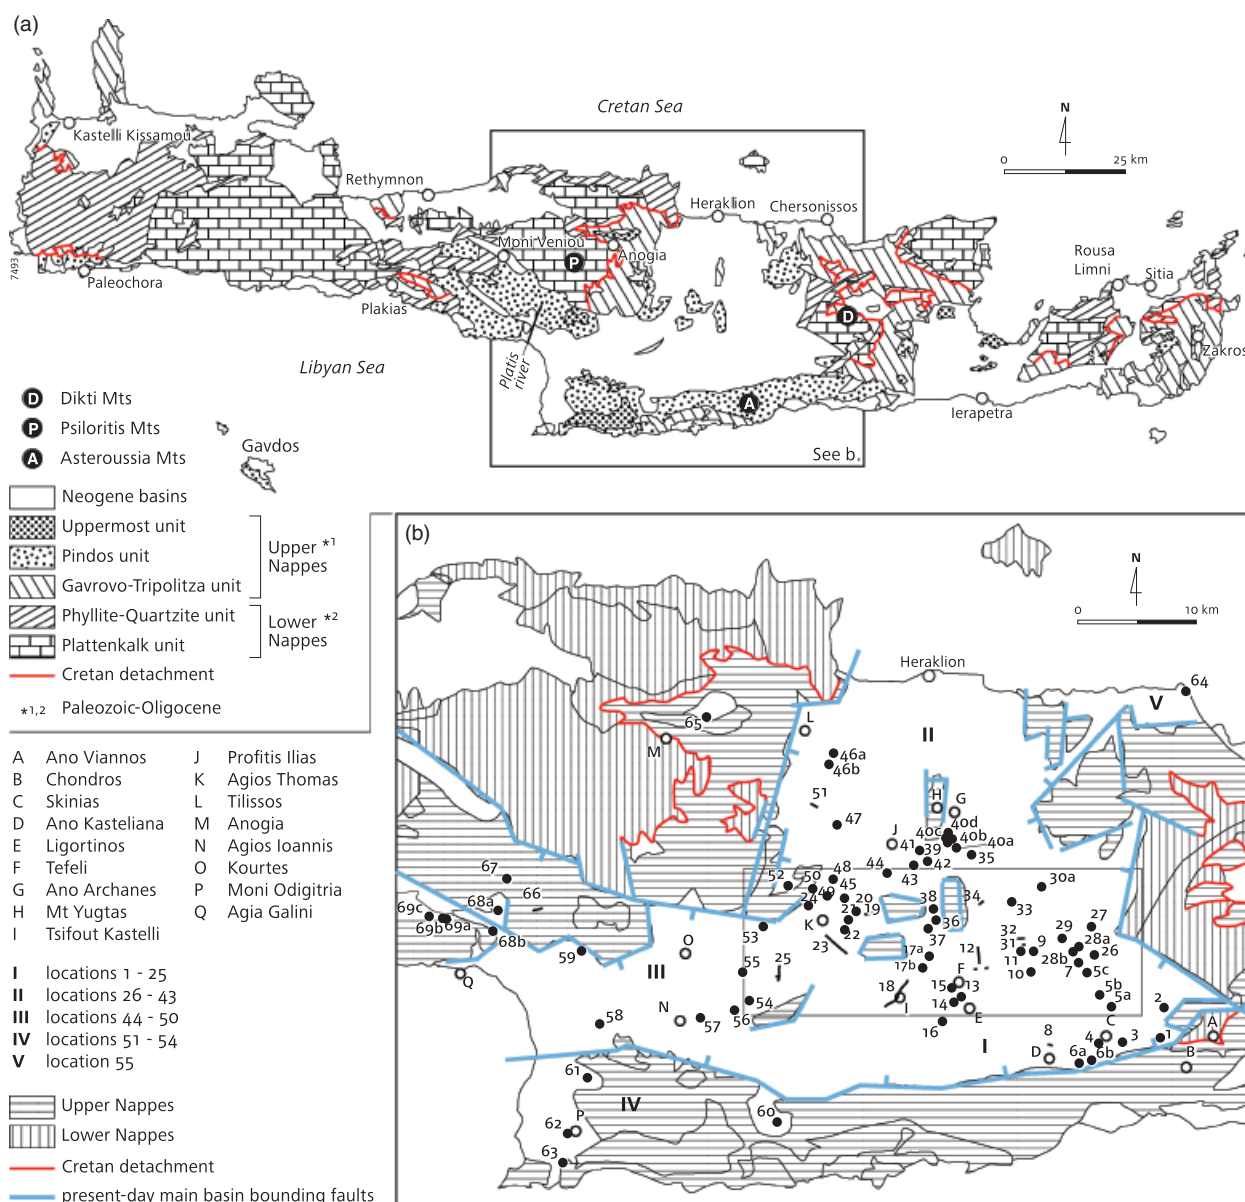 (a)
Cretan Sea
N
0 25 km
Kastelli Kissamou
Rethymnon
Heraklion
Chersonissos
Moni Veniou
Anogia
P
Rousa
Limni
Sitia
7493
Paleochora
Plakias
D
Zakros
Libyan Sea
Platis
river
A
Ierapetra
See b.
Gavdos
D Dikti Mts
P Psiloritis Mts
A Asteroussia Mts
Neogene basins
Uppermost unit
Pindos unit
Gavrovo-Tripolitza unit
Upper *1
Nappes
Phyllite-Quartzite unit
Plattenkalk unit
Lower *2
Nappes
Cretan detachment
*1,2 Paleozoic-Oligocene
A Ano Viannos
B Chondros
C Skinias
D Ano Kasteliana
E Ligortinos
F Tefeli
G Ano Archanes
H Mt Yugtas
I Tsifout Kastelli
J Profitis Ilias
K Agios Thomas
L Tilissos
M Anogia
N Agios Ioannis
O Kourtes
P Moni Odigitria
Q Agia Galini
I locations 1 - 25
II locations 26 - 43
III locations 44 - 50
IV locations 51 - 54
V location 55
Upper Nappes
Lower Nappes
Cretan detachment
present-day main basin bounding faults
(b)
N
0 10 km
Heraklion
64
V
65
L
M
II
46a
46b
51
H
G
47
40d
40c
40b
J
41
39
40a
35
48
44
42
43
52
50
49
45
30a
67
66
24
21
20
19
38
34
33
69c
68a
69b
69a
K
22
36
27
68b
53
23
37
32
29
31
9
28a
59
O
17a
12
11
28b
26
III
17b
10
7
5c
Q
55
25
F
15
13
5b
18
54
14
5a
2
I
E
58
N
57
56
16
C
A
8
4
3
1
I
D
6a
6b
B
61
IV
60
62
P
63